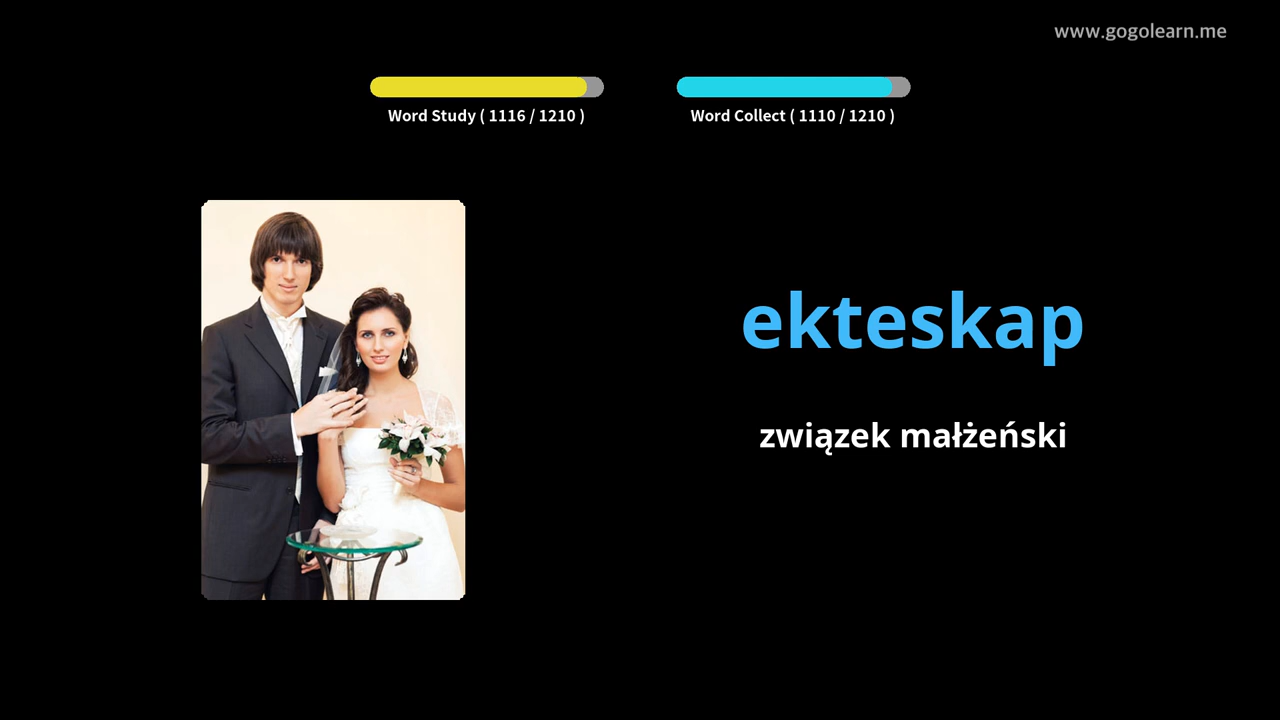 www.gogolearn.me
Word Study ( 1116 / 1210 )
Word Collect ( 1110 / 1210 )
ekteskap
związek małżeński